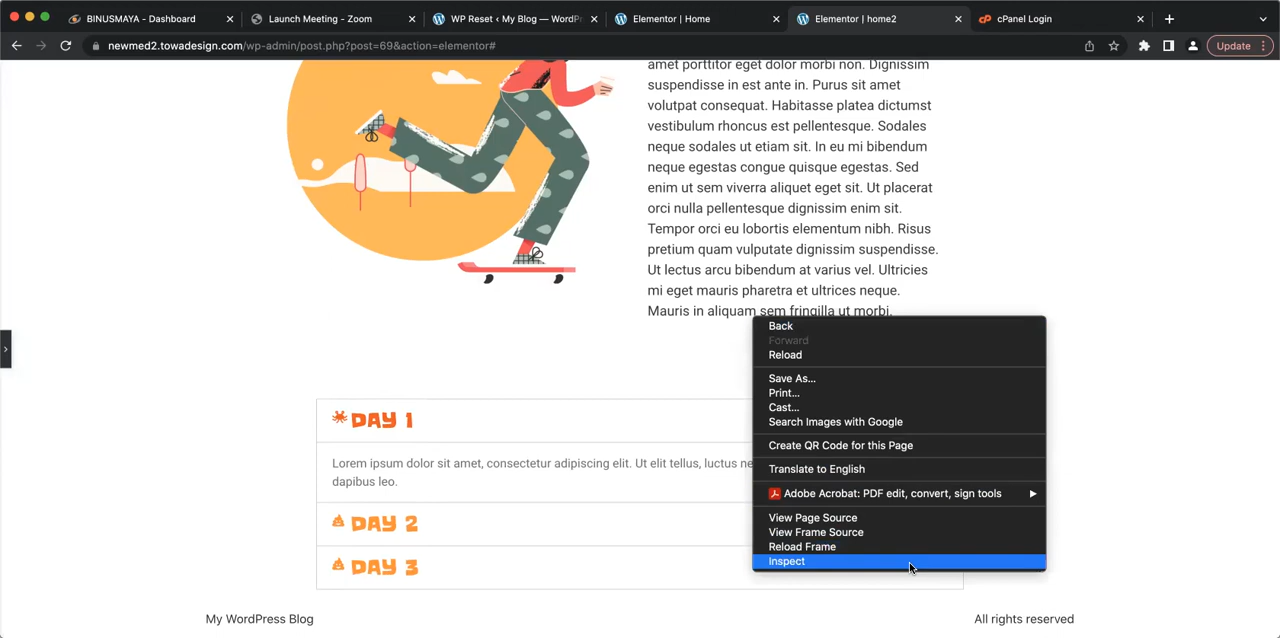 BINUSMAYA - Dashboard
Launch Meeting - Zoom
WP Reset ‹ My Blog — WordPr
Elementor | Home
Elementor | home2
cPanel Login
newmed2.towadesign.com/wp-admin/post.php?post=69&action=elementor#
Update
amet porttitor eget dolor morbi non. Dignissim
suspendisse in est ante in. Purus sit amet
volutpat consequat. Habitasse platea dictumst
vestibulum rhoncus est pellentesque. Sodales
neque sodales ut etiam sit. In eu mi bibendum
neque egestas congue quisque egestas. Sed
enim ut sem viverra aliquet eget sit. Ut placerat
orci nulla pellentesque dignissim enim sit.
Tempor orci eu lobortis elementum nibh. Risus
pretium quam vulputate dignissim suspendisse.
Ut lectus arcu bibendum at varius vel. Ultricies
mi eget mauris pharetra et ultrices neque.
Mauris in aliquam sem fringilla ut morbi.
Back
Forward
Reload
Save As...
Print...
Cast...
Search Images with Google
Create QR Code for this Page
Translate to English
Adobe Acrobat: PDF edit, convert, sign tools
View Page Source
View Frame Source
Reload Frame
Inspect
DAY 1
Lorem ipsum dolor sit amet, consectetur adipiscing elit. Ut elit tellus, luctus ne
dapibus leo.
DAY 2
DAY 3
My WordPress Blog
All rights reserved